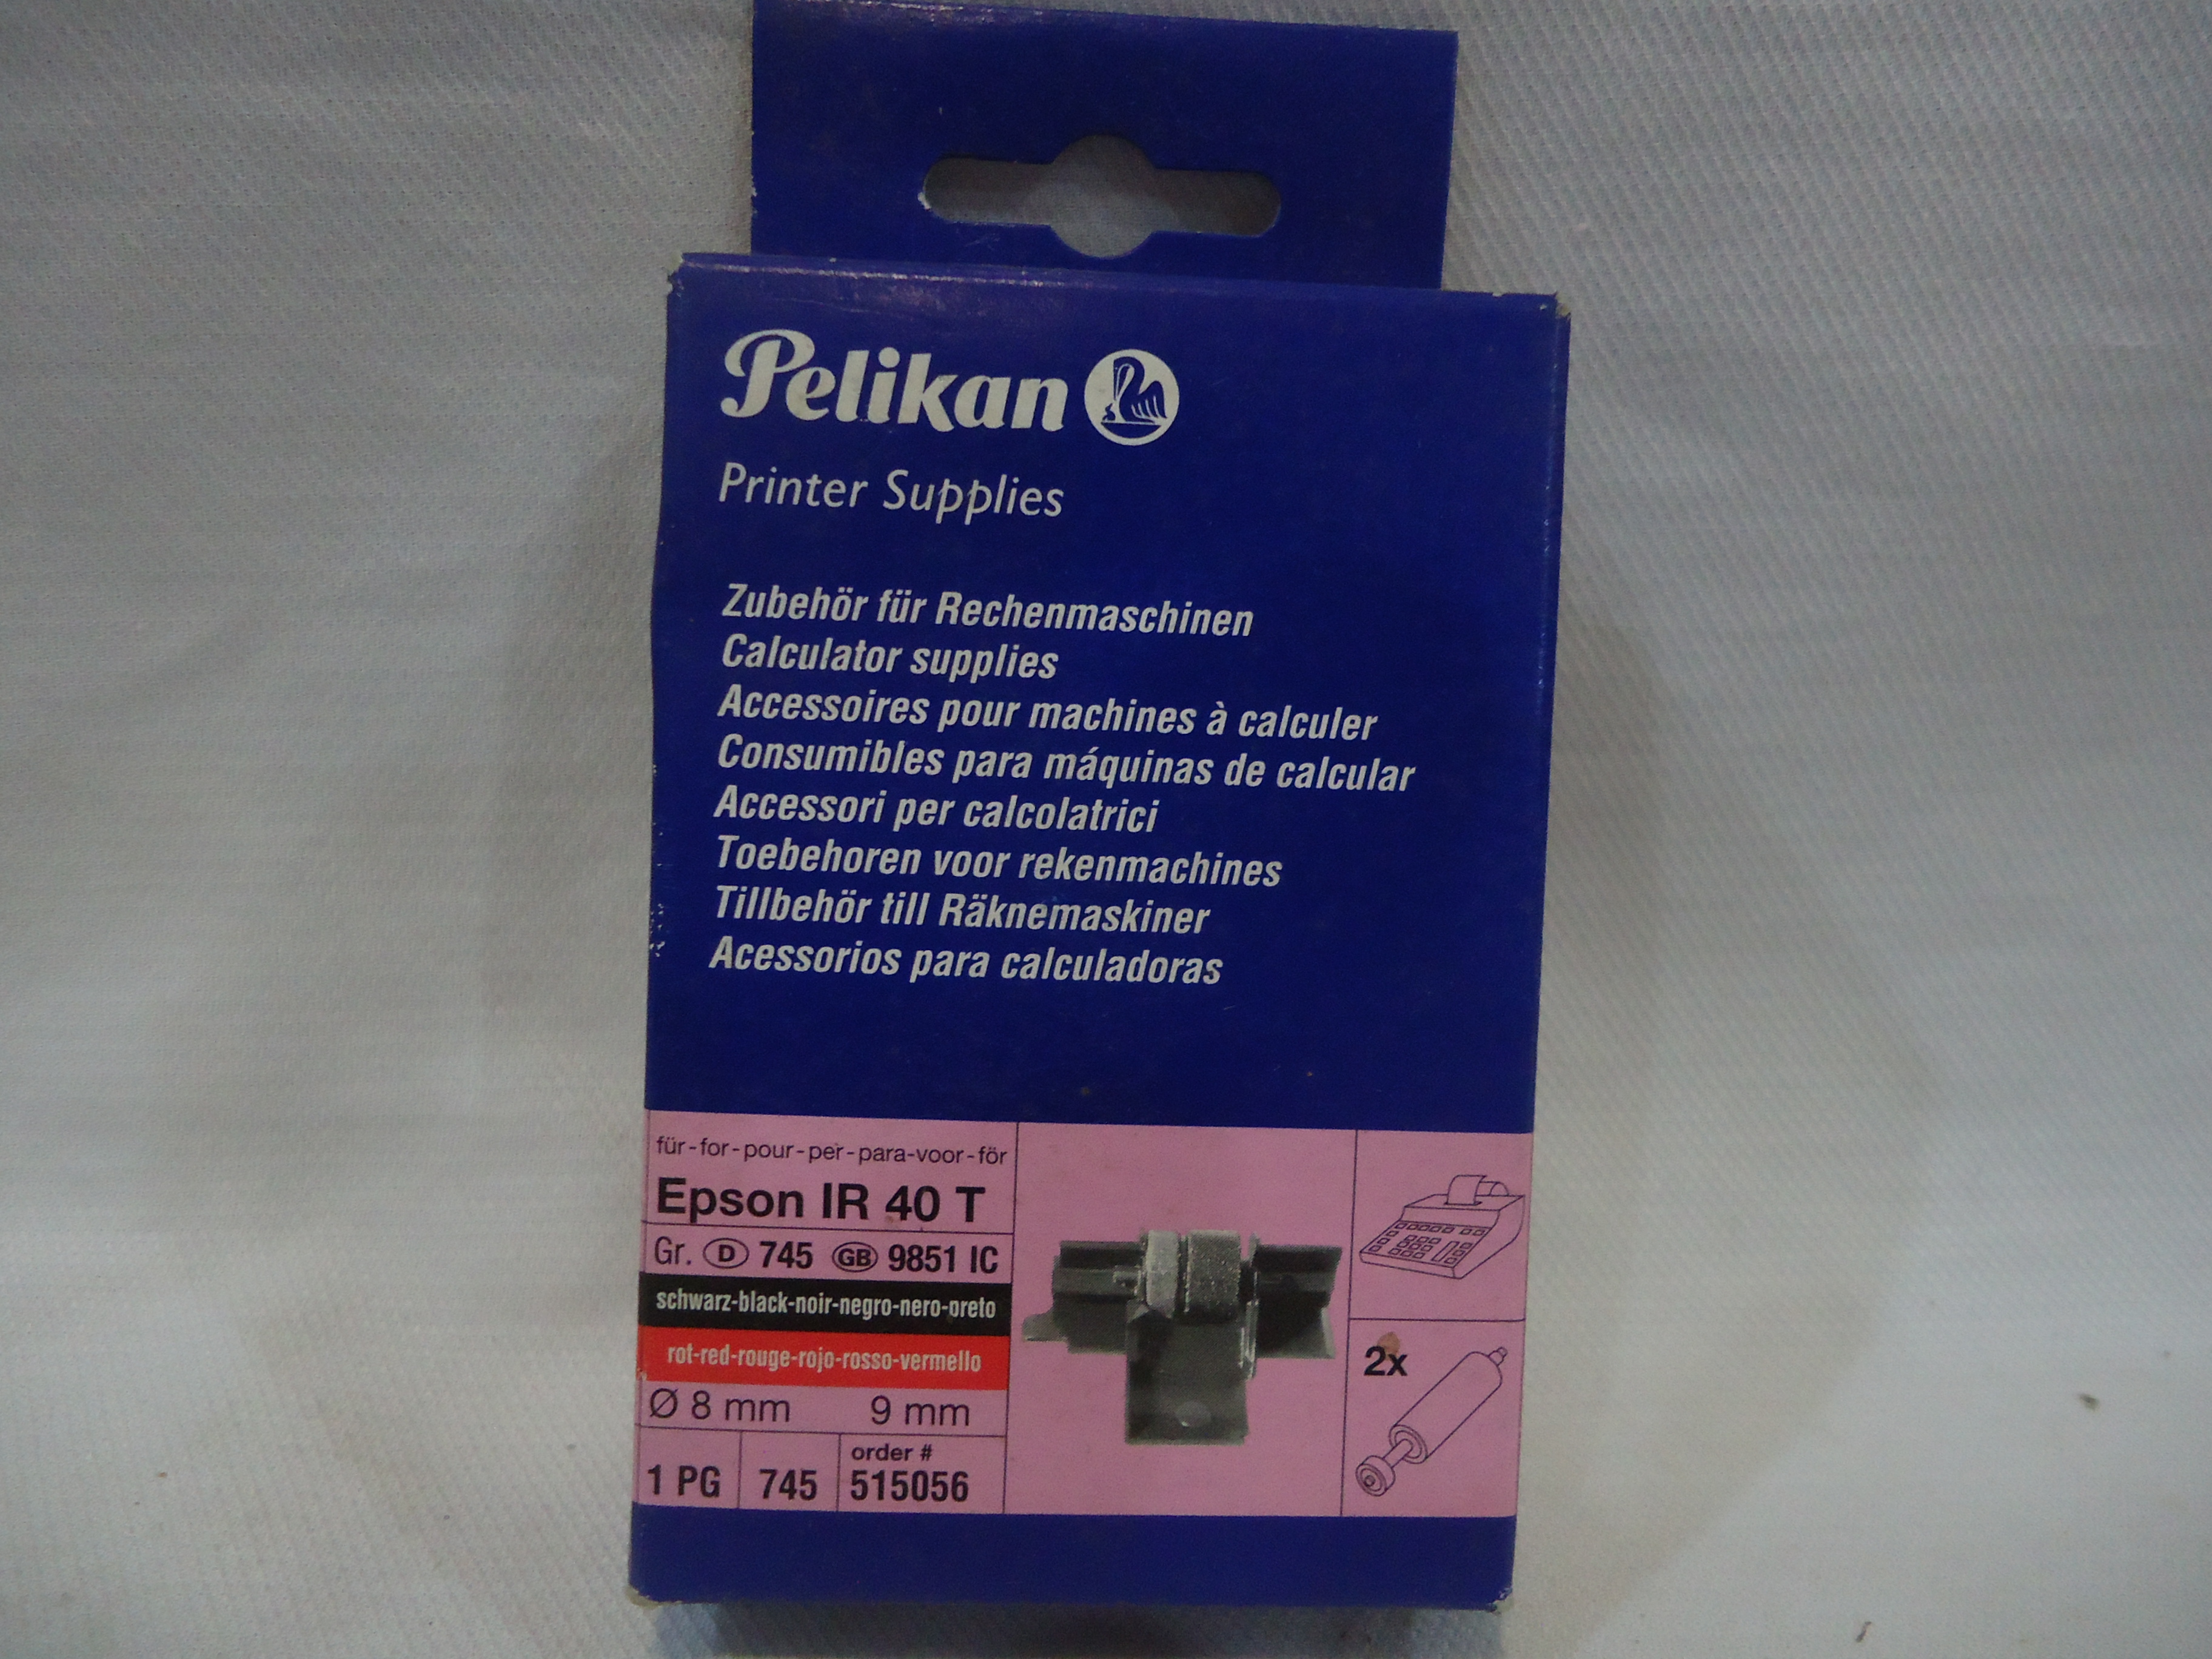 Pelikan
Printer Supplies
Zubehör für Rechenmaschinen
Calculator supplies
Accessoires pour machines à calculer
Consumibles para máquinas de calcular
Accessori per calcolatrici
Toebehoren voor rekenmachines
Tillbehör till Räknemaskiner
Acessorios para calculadoras
für-for-pour-per-para-voor-för
Epson IR 40 T
Gr. D 745 GB 9851 IC
schwarz-black-noir-negro-nero-oreto
rot-red-rouge-rojo-rosso-vermello
Ø 8 mm 9 mm
order #
1 PG 745 515056
2x